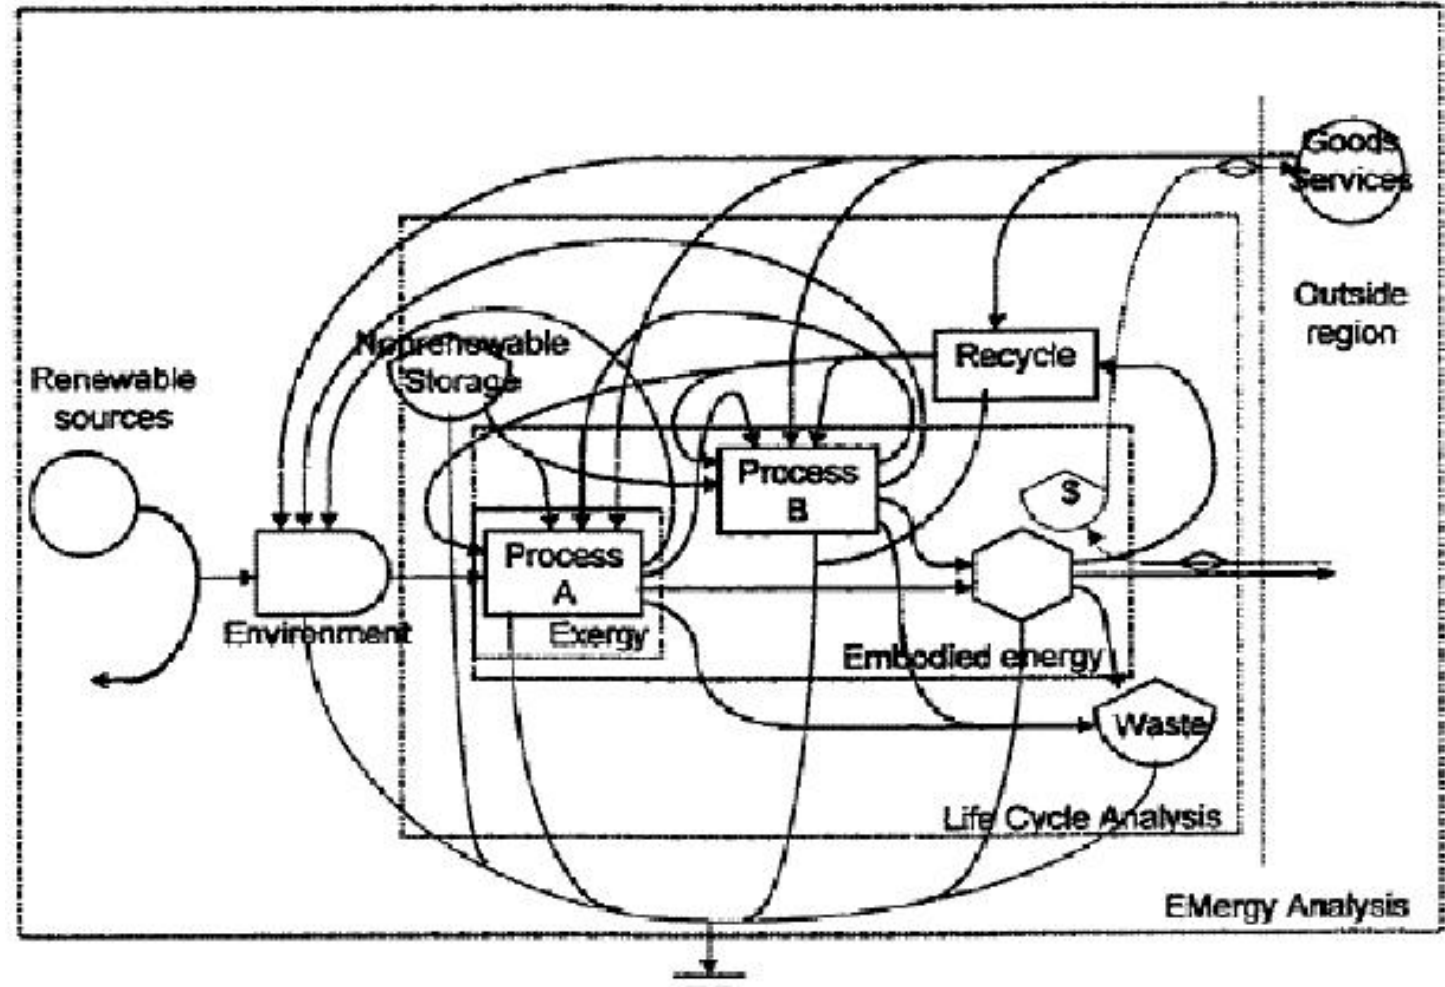 Goods
Services
Outside
region
Nonrenewable
Storage
Recycle
Renewable
sources
Process
B
S
Process
A
Exergy
Environment
Embodied energy
Waste
Life Cycle Analysis
EMergy Analysis